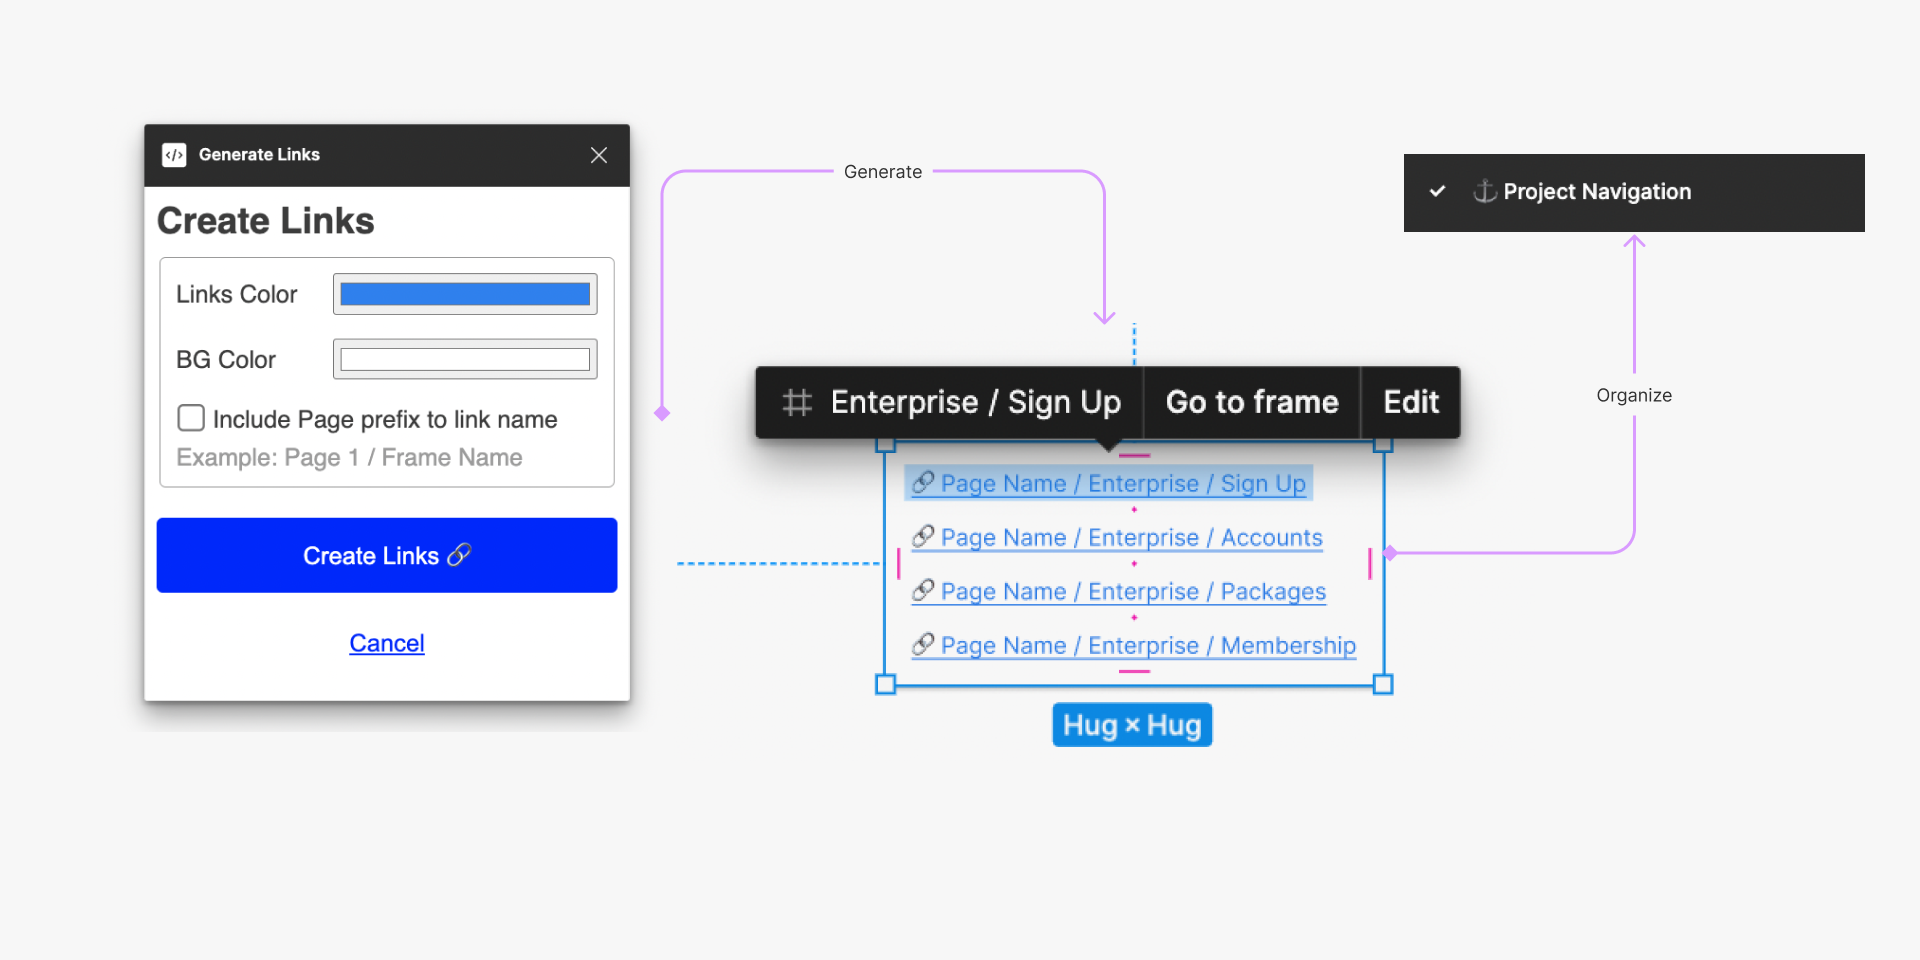 Generate Links
Create Links
Links Color
BG Color
Include Page prefix to link name
Example: Page 1 / Frame Name
Create Links 🔗
Cancel
Generate
Enterprise / Sign Up
Go to frame
Edit
🔗 Page Name / Enterprise / Sign Up
🔗 Page Name / Enterprise / Accounts
🔗 Page Name / Enterprise / Packages
🔗 Page Name / Enterprise / Membership
Hug × Hug
⚓ Project Navigation
Organize